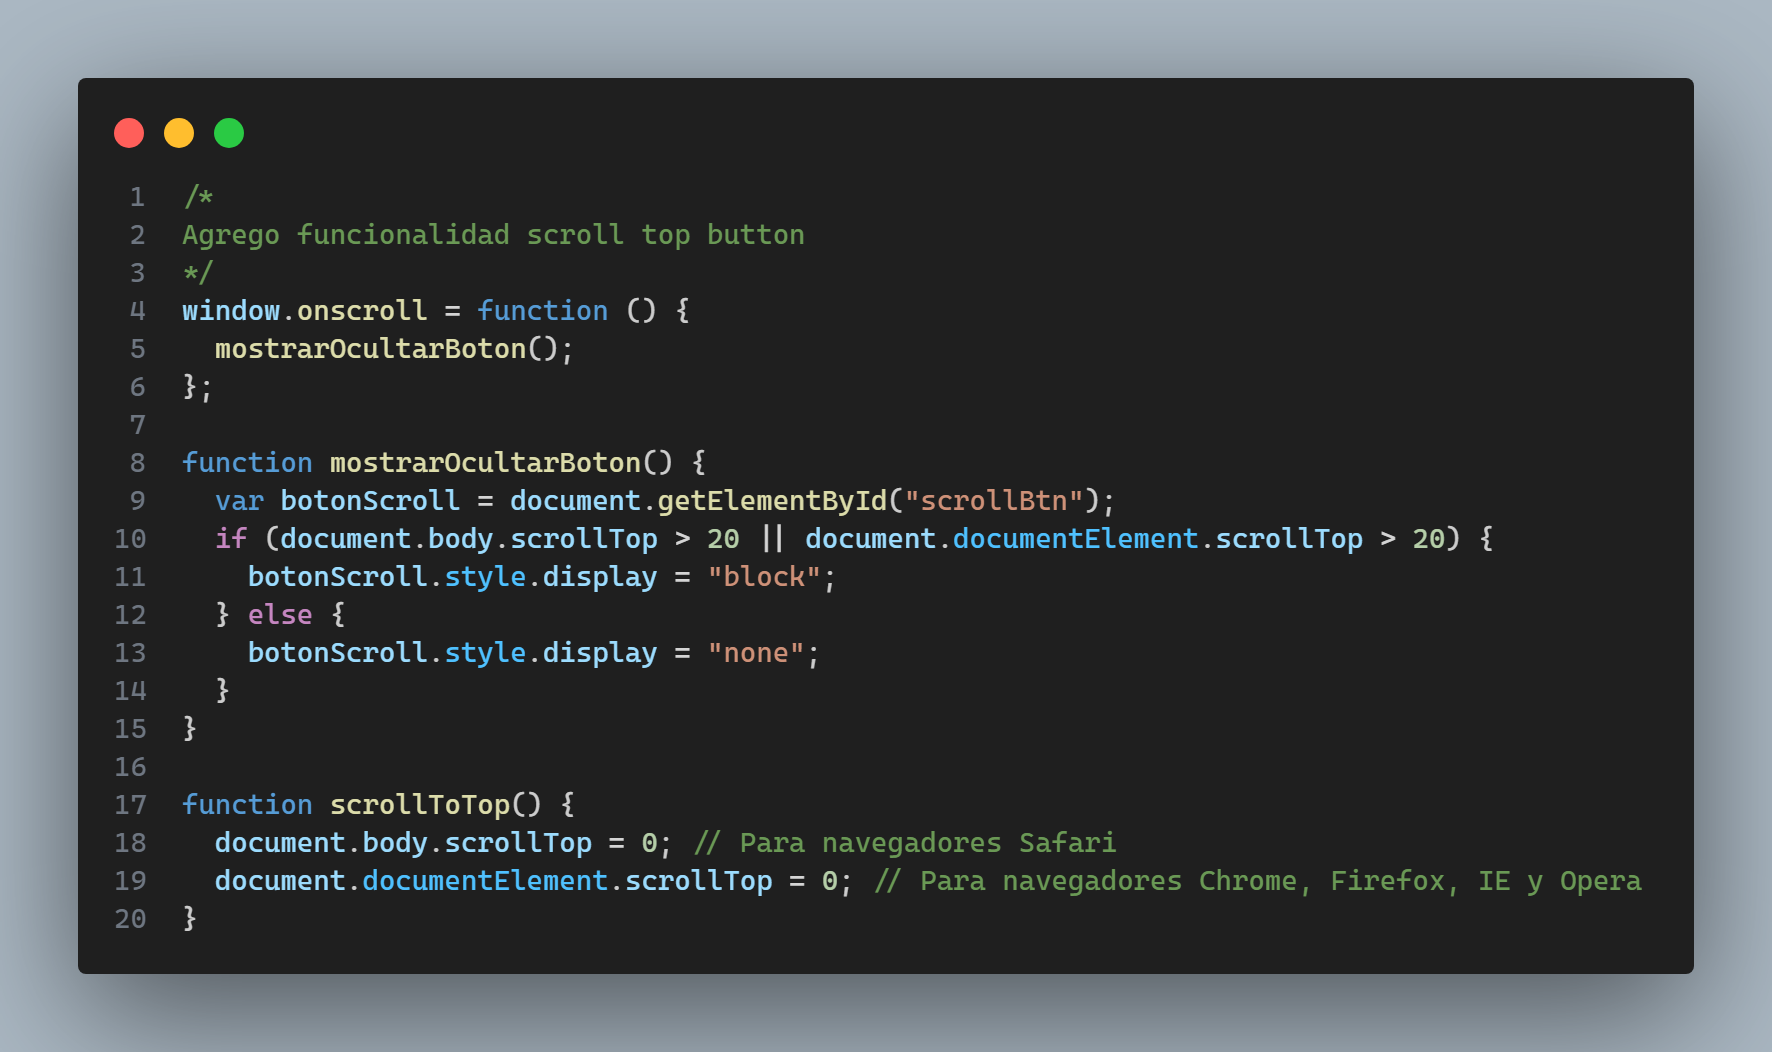 1 /*
2 Agrego funcionalidad scroll top button
3 */
4 window.onscroll = function () {
5   mostrarOcultarBoton();
6 };
7
8 function mostrarOcultarBoton() {
9   var botonScroll = document.getElementById("scrollBtn");
10   if (document.body.scrollTop > 20 || document.documentElement.scrollTop > 20) {
11     botonScroll.style.display = "block";
12   } else {
13     botonScroll.style.display = "none";
14   }
15 }
16
17 function scrollToTop() {
18   document.body.scrollTop = 0; // Para navegadores Safari
19   document.documentElement.scrollTop = 0; // Para navegadores Chrome, Firefox, IE y Opera
20 }